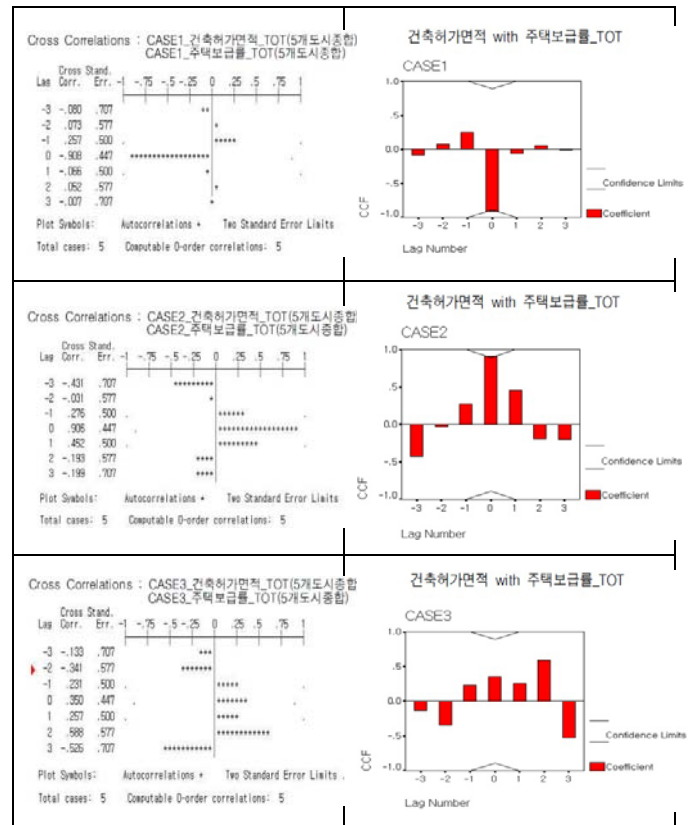 Cross Correlations : CASE1_건축허가면적_TOT(5개도시종합)
CASE1_주택보급률_TOT(5개도시종합)
Cross Stand.
Lag Corr. Err. -1 -.75 -.5 -.25 0 .25 .5 .75 1
-3 -.080 .707
-2 .073 .577
-1 .257 .500
0 -.908 .447
1 -.066 .500
2 .052 .577
3 -.007 .707
Plot Symbols: Autocorrelations * Two Standard Error Limits
Total cases: 5 Computable 0-order correlations: 5
건축허가면적 with 주택보급률_TOT
CASE1
1.0
.5
0.0
-.5
-1.0
CCF
-3 -2 -1 0 1 2 3
Lag Number
Confidence Limits
Coefficient
Cross Correlations : CASE2_건축허가면적_TOT(5개도시종합
CASE2_주택보급률_TOT(5개도시종합)
Cross Stand.
Lag Corr. Err. -1 -.75 -.5 -.25 0 .25 .5 .75 1
-3 -.431 .707
-2 -.031 .577
-1 .276 .500
0 .906 .447
1 .452 .500
2 -.193 .577
3 -.199 .707
Plot Symbols: Autocorrelations * Two Standard Error Limits
Total cases: 5 Computable 0-order correlations: 5
건축허가면적 with 주택보급률_TOT
CASE2
1.0
.5
0.0
-.5
-1.0
CCF
-3 -2 -1 0 1 2 3
Lag Number
Confidence Limits
Coefficient
Cross Correlations : CASE3_건축허가면적_TOT(5개도시종합
CASE3_주택보급률_TOT(5개도시종합)
Cross Stand.
Lag Corr. Err. -1 -.75 -.5 -.25 0 .25 .5 .75 1
-3 -.133 .707
-2 -.341 .577
-1 .231 .500
0 .350 .447
1 .257 .500
2 .588 .577
3 -.526 .707
Plot Symbols: Autocorrelations * Two Standard Error Limits .
Total cases: 5 Computable 0-order correlations: 5
건축허가면적 with 주택보급률_TOT
CASE3
1.0
.5
0.0
-.5
-1.0
CCF
-3 -2 -1 0 1 2 3
Lag Number
Confidence Limits
Coefficient